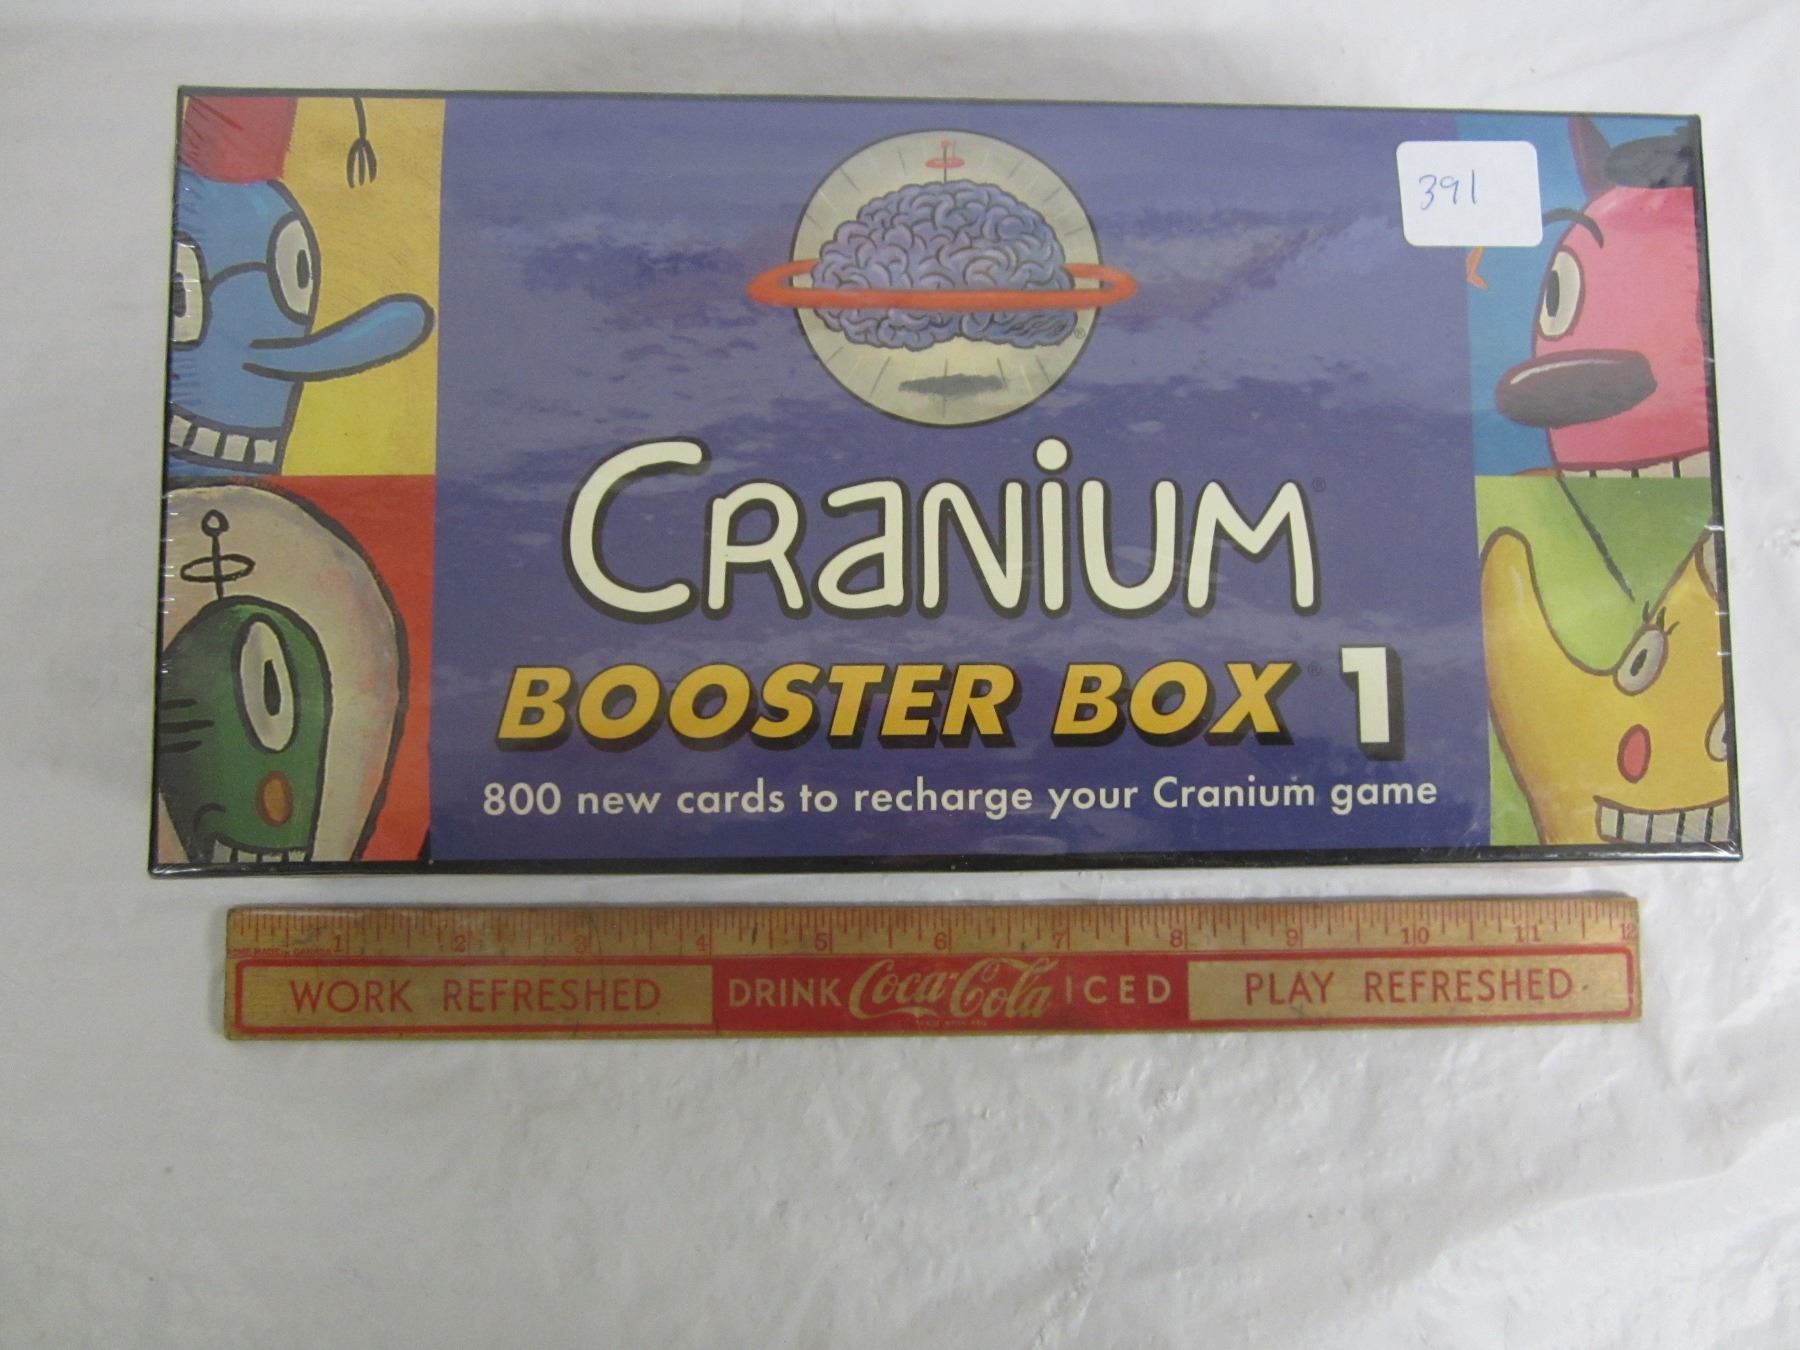 391
CRANIUM®
BOOSTER BOX® 1
800 new cards to recharge your Cranium game
1 2 3 4 5 6 7 8 9 10 11 12
WORK REFRESHED DRINK Coca-Cola ICED PLAY REFRESHED